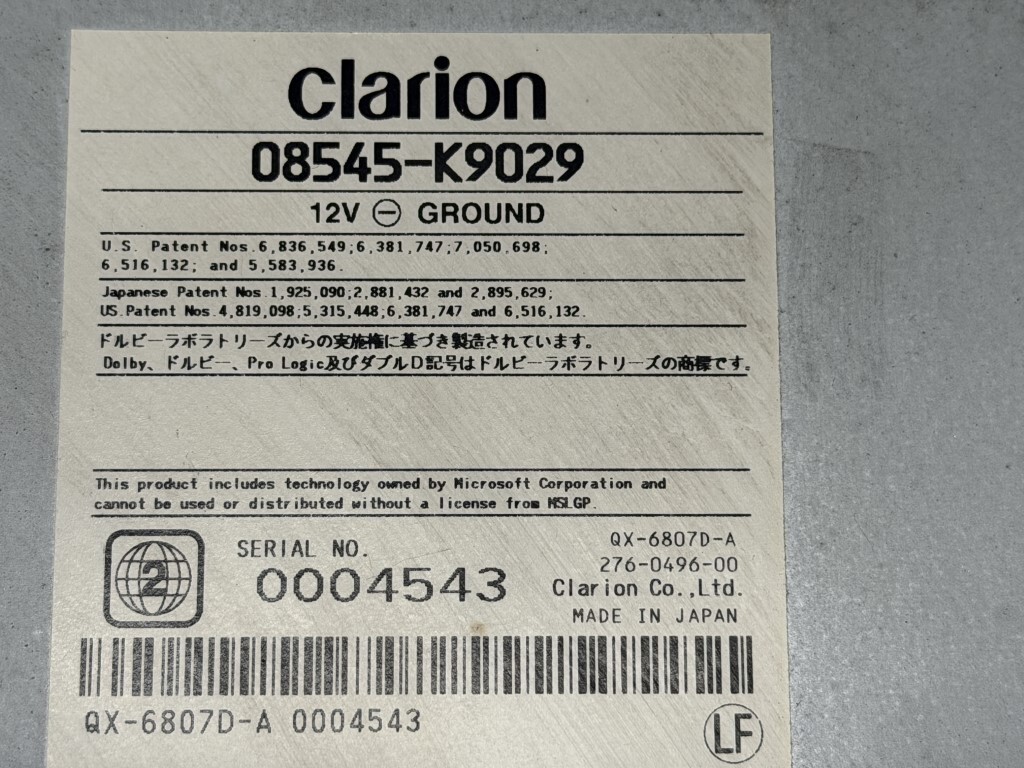 Clarion
08545-K9029
12V ⊖ GROUND
U.S. Patent Nos.6,836,549;6,381,747;7,050,698;
6,516,132; and 5,583,936.
Japanese Patent Nos.1,925,090;2,881,432 and 2,895,629;
US.Patent Nos.4,819,098;5,315,448;6,381,747 and 6,516,132.
ドルビーラボラトリーズからの実施権に基づき製造されています。
Dolby、ドルビー、Pro Logic及びダブルD記号はドルビーラボラトリーズの商標です。
This product includes technology owned by Microsoft Corporation and
cannot be used or distributed without a license from MSLGP.
2
SERIAL NO.
0004543
QX-6807D-A
276-0496-00
Clarion Co.,Ltd.
MADE IN JAPAN
QX-6807D-A 0004543
LF